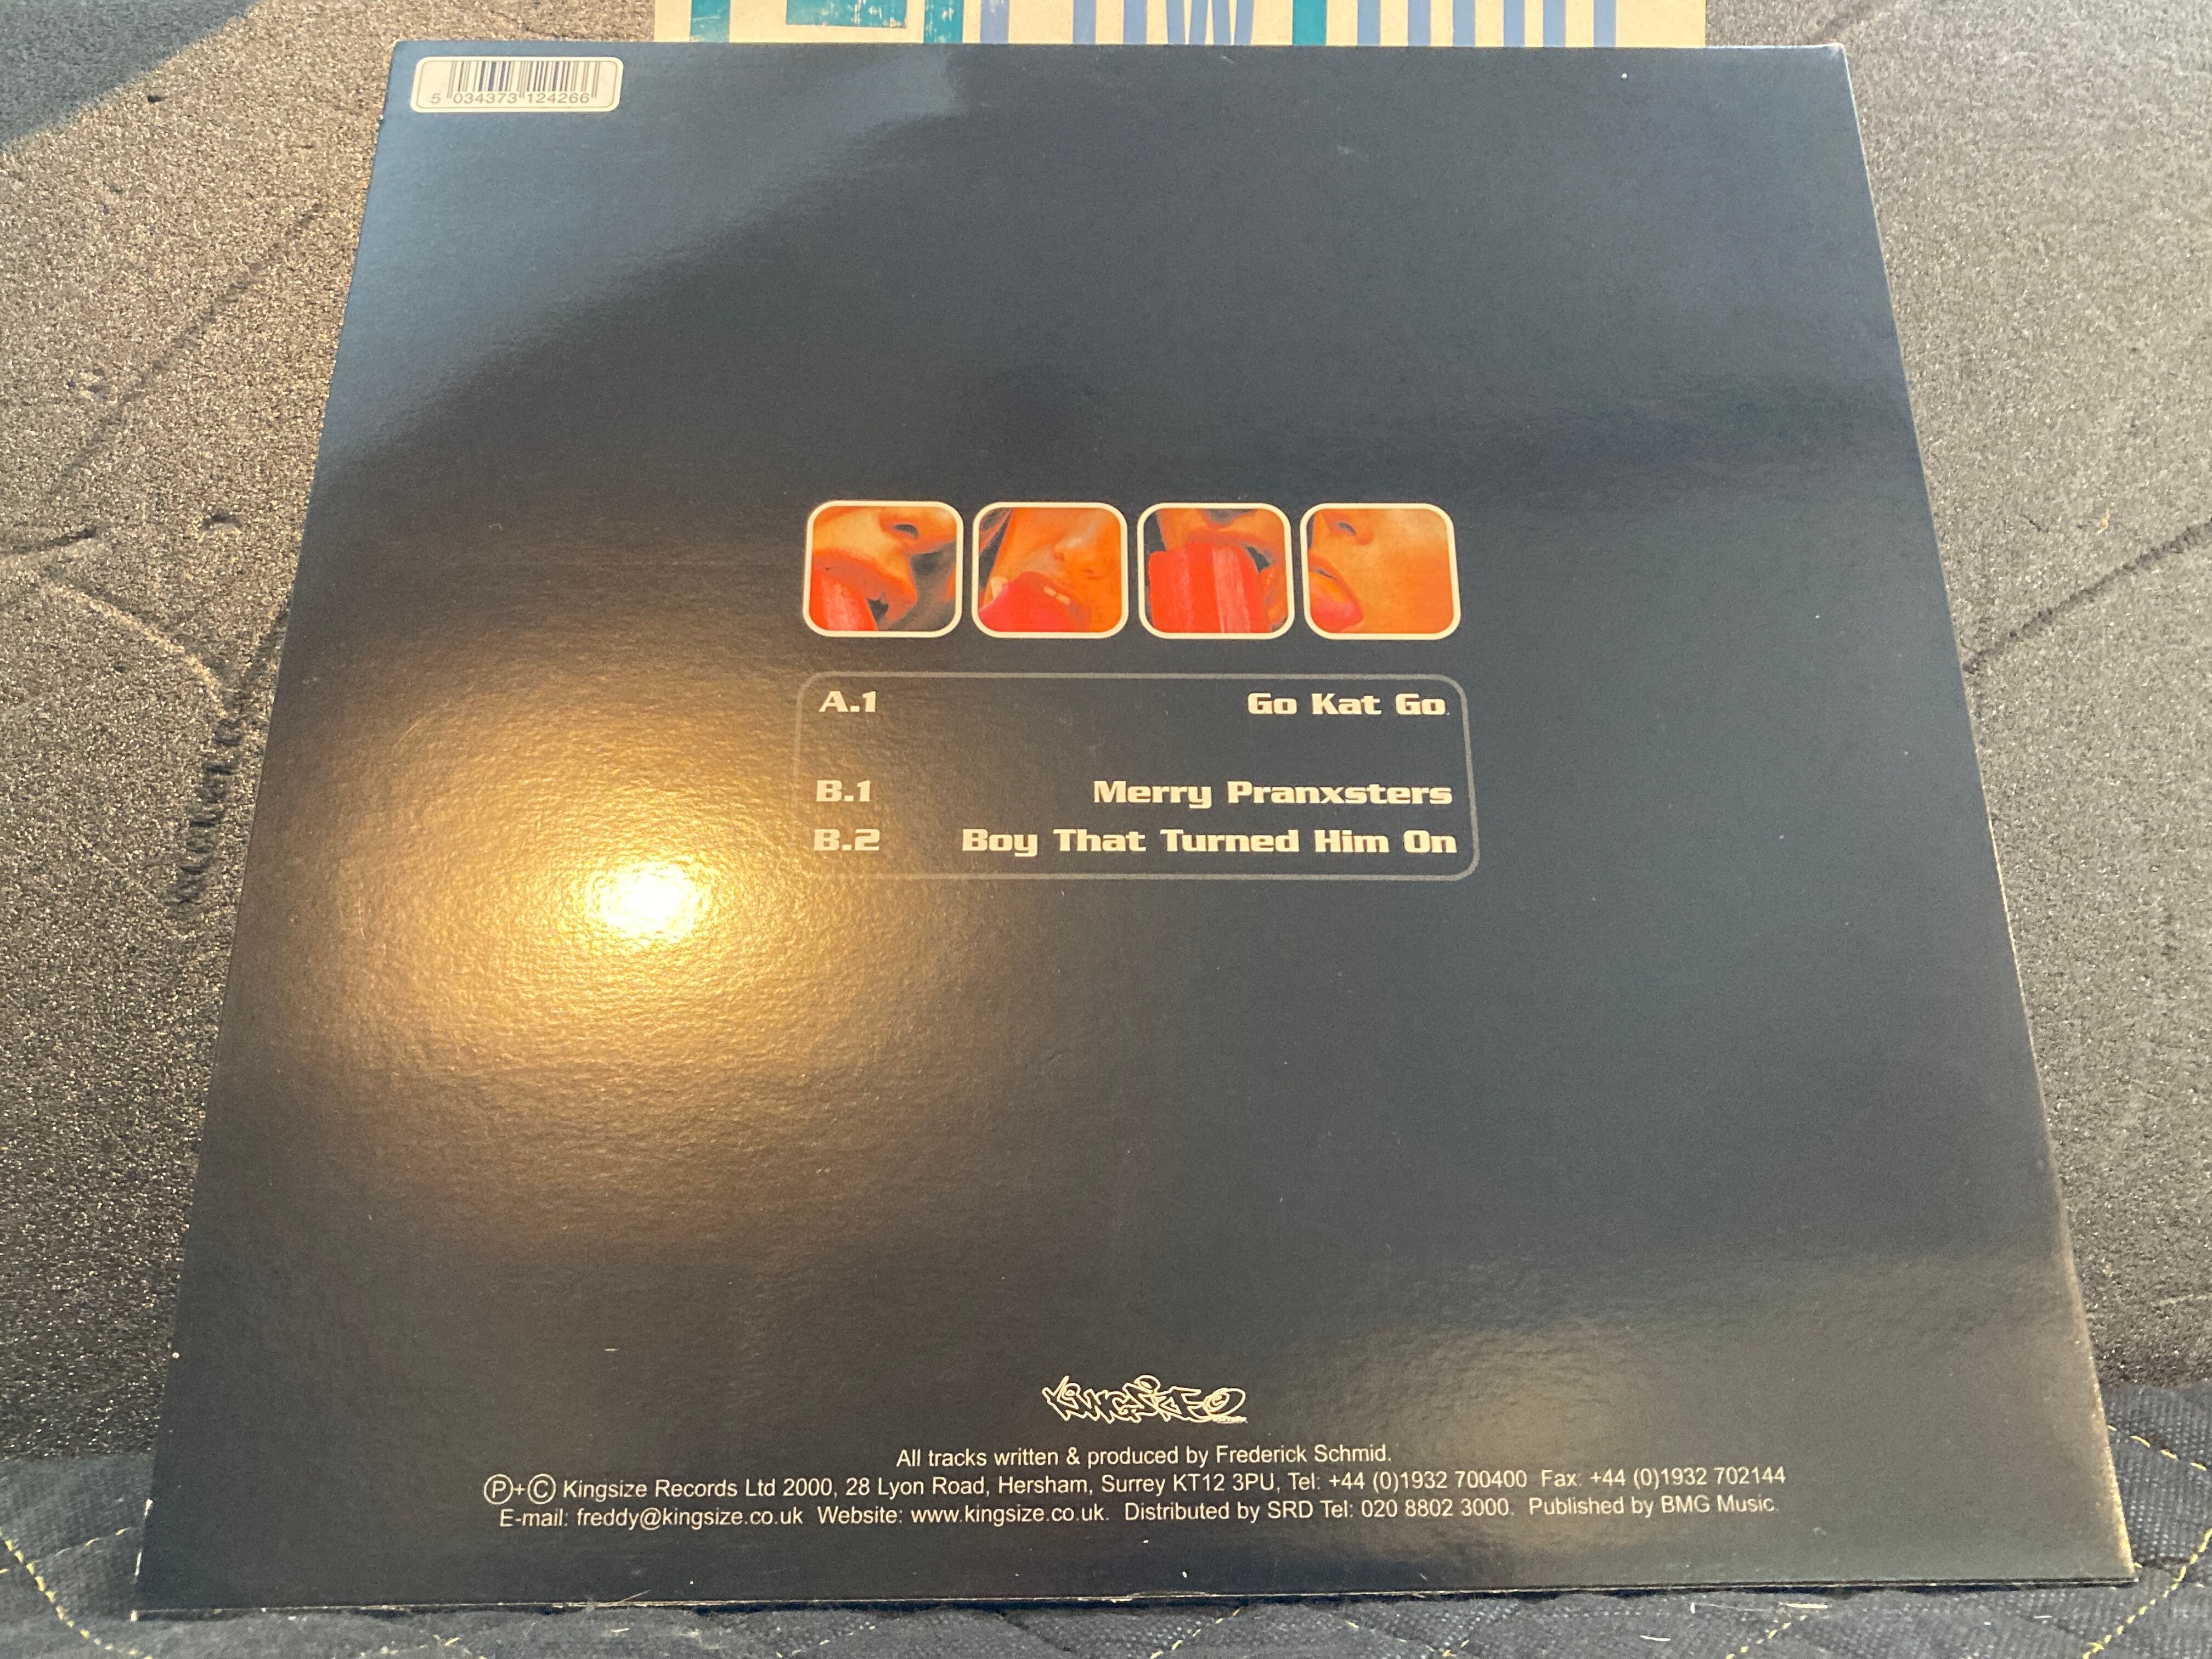 5 034373 124266
A.1 Go Kat Go
B.1 Merry Pranxsters
B.2 Boy That Turned Him On
KINGSIZE
All tracks written & produced by Frederick Schmid.
Ⓟ+Ⓒ Kingsize Records Ltd 2000, 28 Lyon Road, Hersham, Surrey KT12 3PU, Tel: +44 (0)1932 700400 Fax: +44 (0)1932 702144
E-mail: freddy@kingsize.co.uk Website: www.kingsize.co.uk. Distributed by SRD Tel: 020 8802 3000. Published by BMG Music.